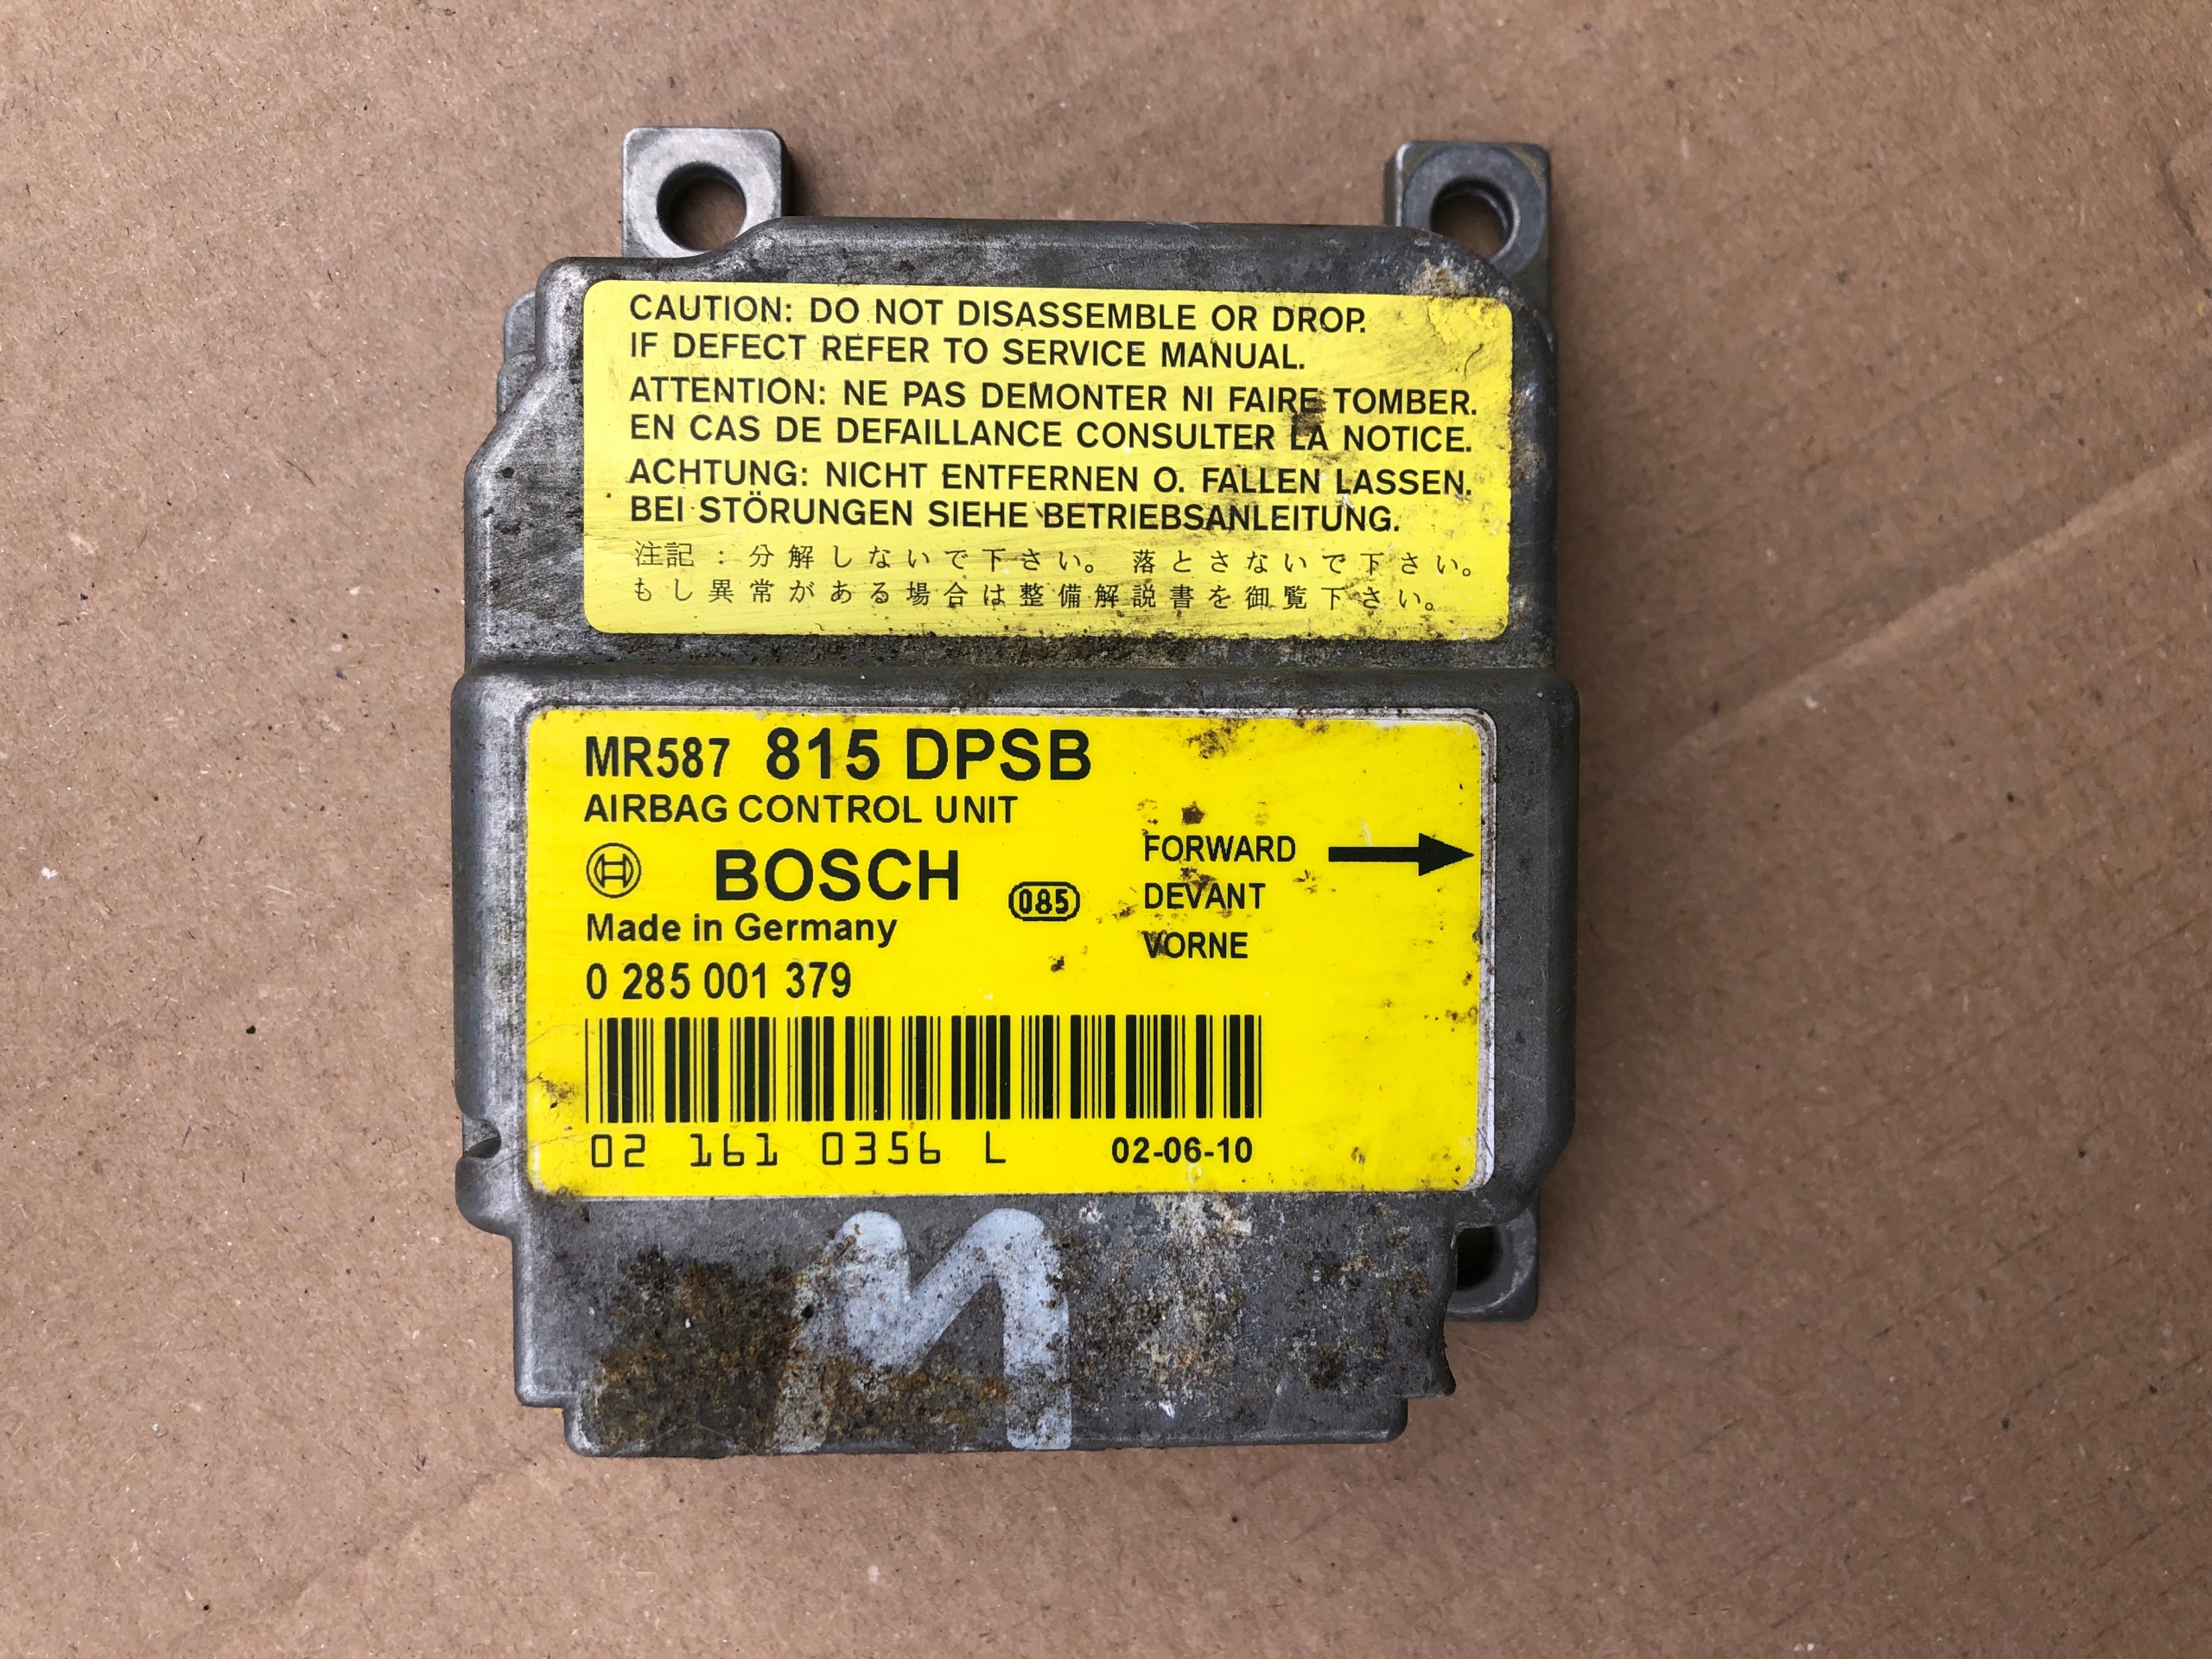 CAUTION: DO NOT DISASSEMBLE OR DROP.
IF DEFECT REFER TO SERVICE MANUAL.
ATTENTION: NE PAS DEMONTER NI FAIRE TOMBER.
EN CAS DE DEFAILLANCE CONSULTER LA NOTICE.
ACHTUNG: NICHT ENTFERNEN O. FALLEN LASSEN.
BEI STÖRUNGEN SIEHE BETRIEBSANLEITUNG.
注記：分解しないで下さい。落とさないで下さい。
もし異常がある場合は整備解説書を御覧下さい。
MR587 815 DPSB
AIRBAG CONTROL UNIT
BOSCH
085
Made in Germany
0 285 001 379
FORWARD
DEVANT
VORNE
02 161 0356 L 02-06-10
M